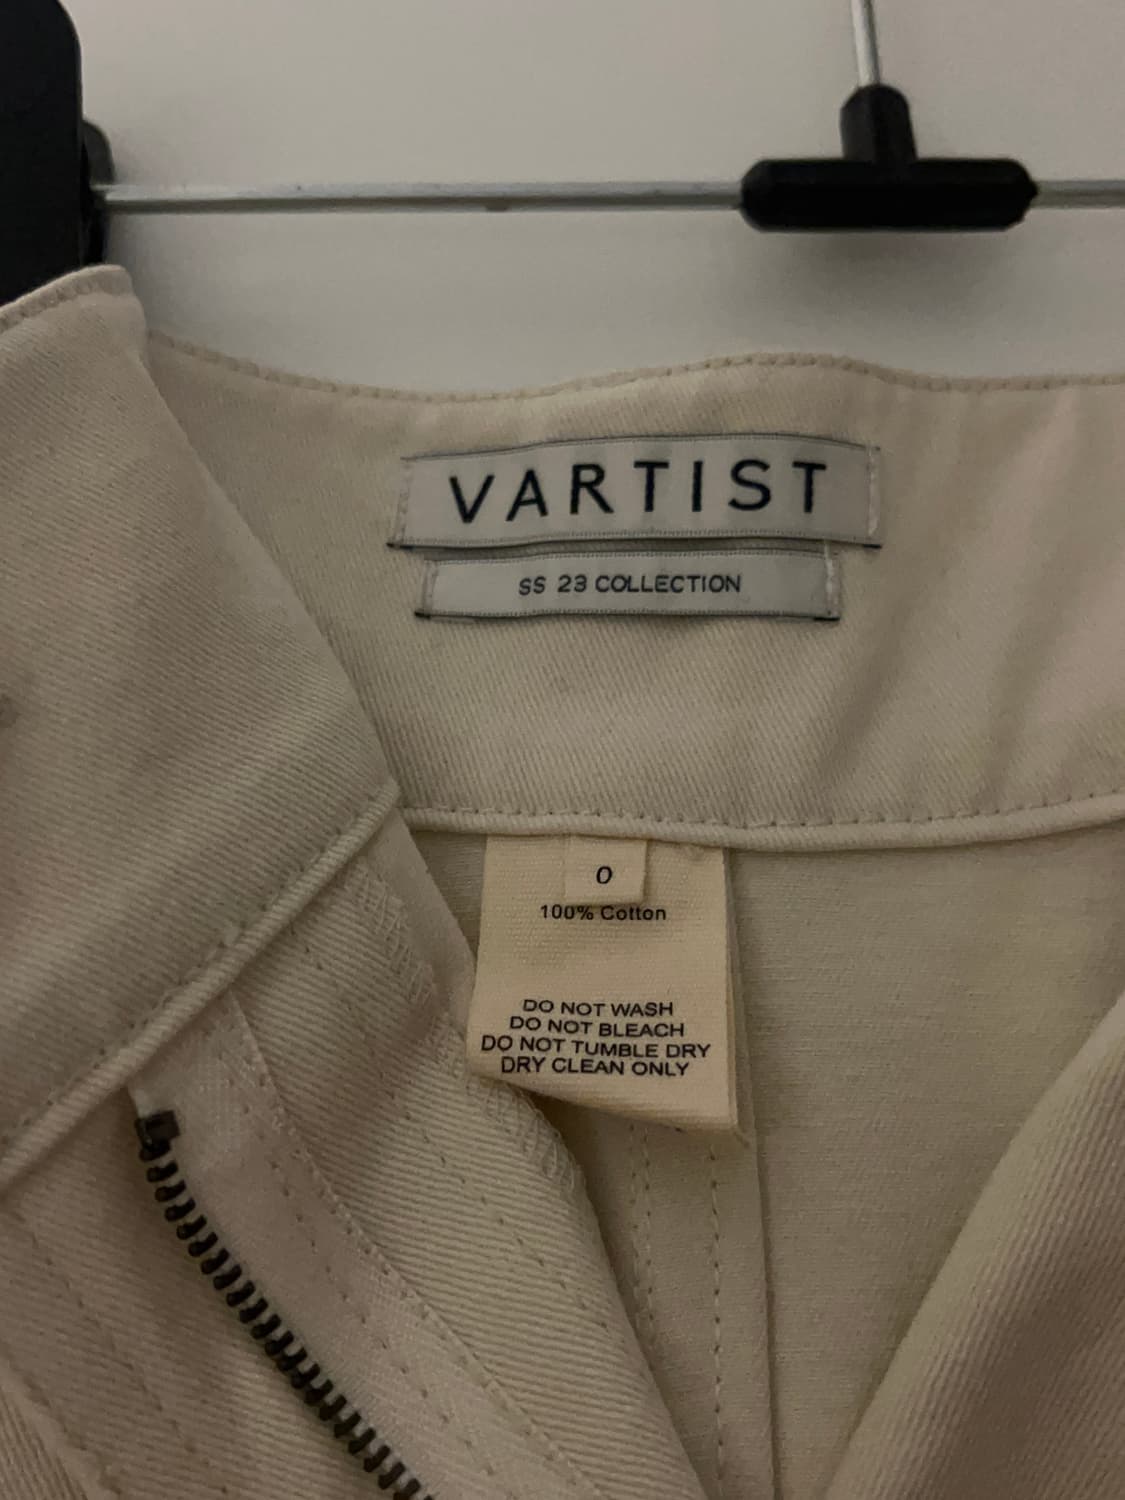 VARTIST
SS 23 COLLECTION
0
100% Cotton
DO NOT WASH
DO NOT BLEACH
DO NOT TUMBLE DRY
DRY CLEAN ONLY